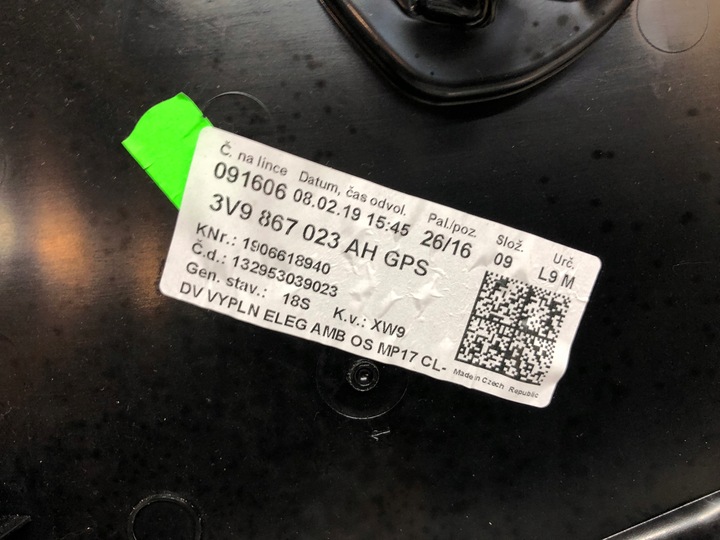 Č. na lince Datum, čas odvol. Pal./poz. Slož. Urč.
091606 08.02.19 15:45 26/16 09 L9 M
3V9 867 023 AH GPS
KNr.: 1906618940
Č.d.: 132953039023
Gen. stav.: 18S K.v.: XW9
DV VYPLN ELEG AMB OS MP17 CL-
Made in Czech Republic